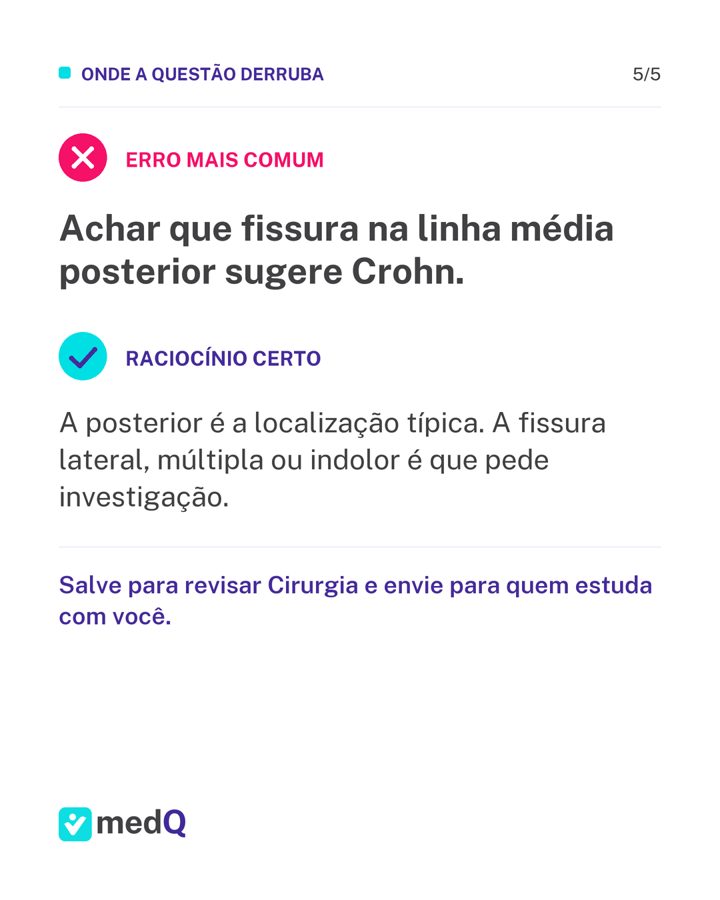 ONDE A QUESTÃO DERRUBA
5/5
ERRO MAIS COMUM
Achar que fissura na linha média
posterior sugere Crohn.
RACIOCÍNIO CERTO
A posterior é a localização típica. A fissura
lateral, múltipla ou indolor é que pede
investigação.
Salve para revisar Cirurgia e envie para quem estuda
com você.
medQ